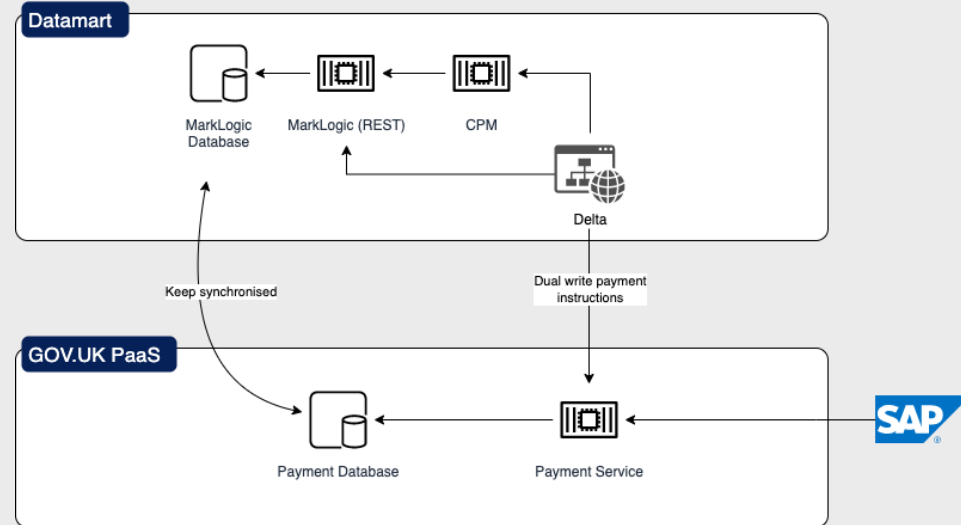 Datamart
MarkLogic
Database
MarkLogic (REST)
CPM
Delta
Keep synchronised
Dual write payment
instructions
GOV.UK PaaS
SAP
®
Payment Database
Payment Service